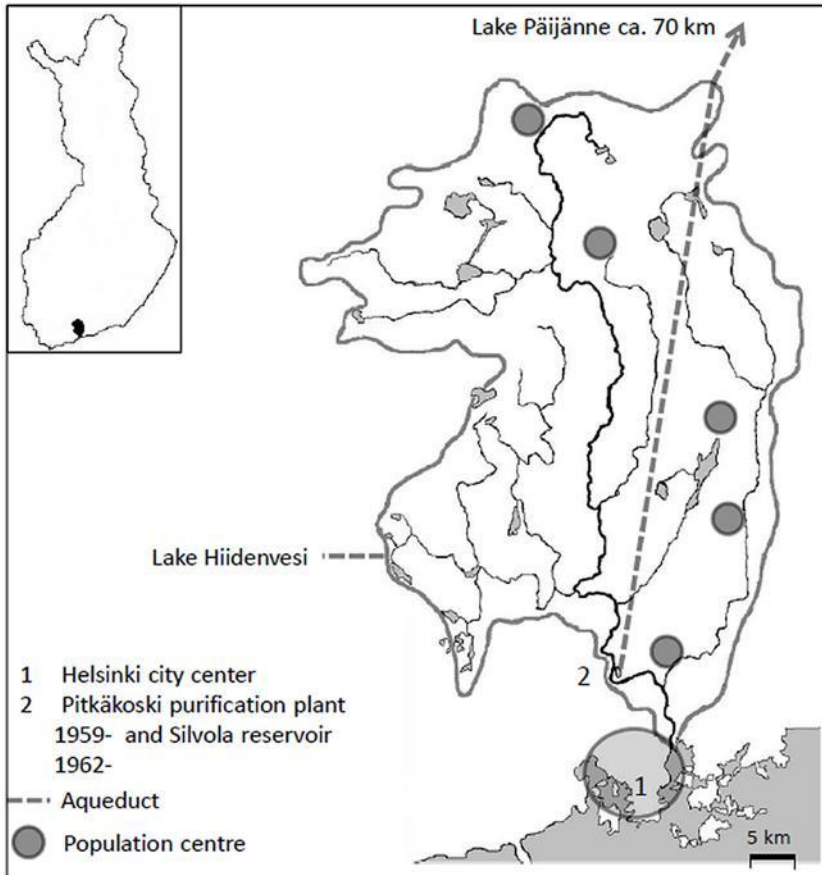 Lake Päijänne ca. 70 km
Lake Hiidenvesi
1 Helsinki city center
2 Pitkäkoski purification plant
1959- and Silvola reservoir
1962-
Aqueduct
Population centre
2
1
5 km